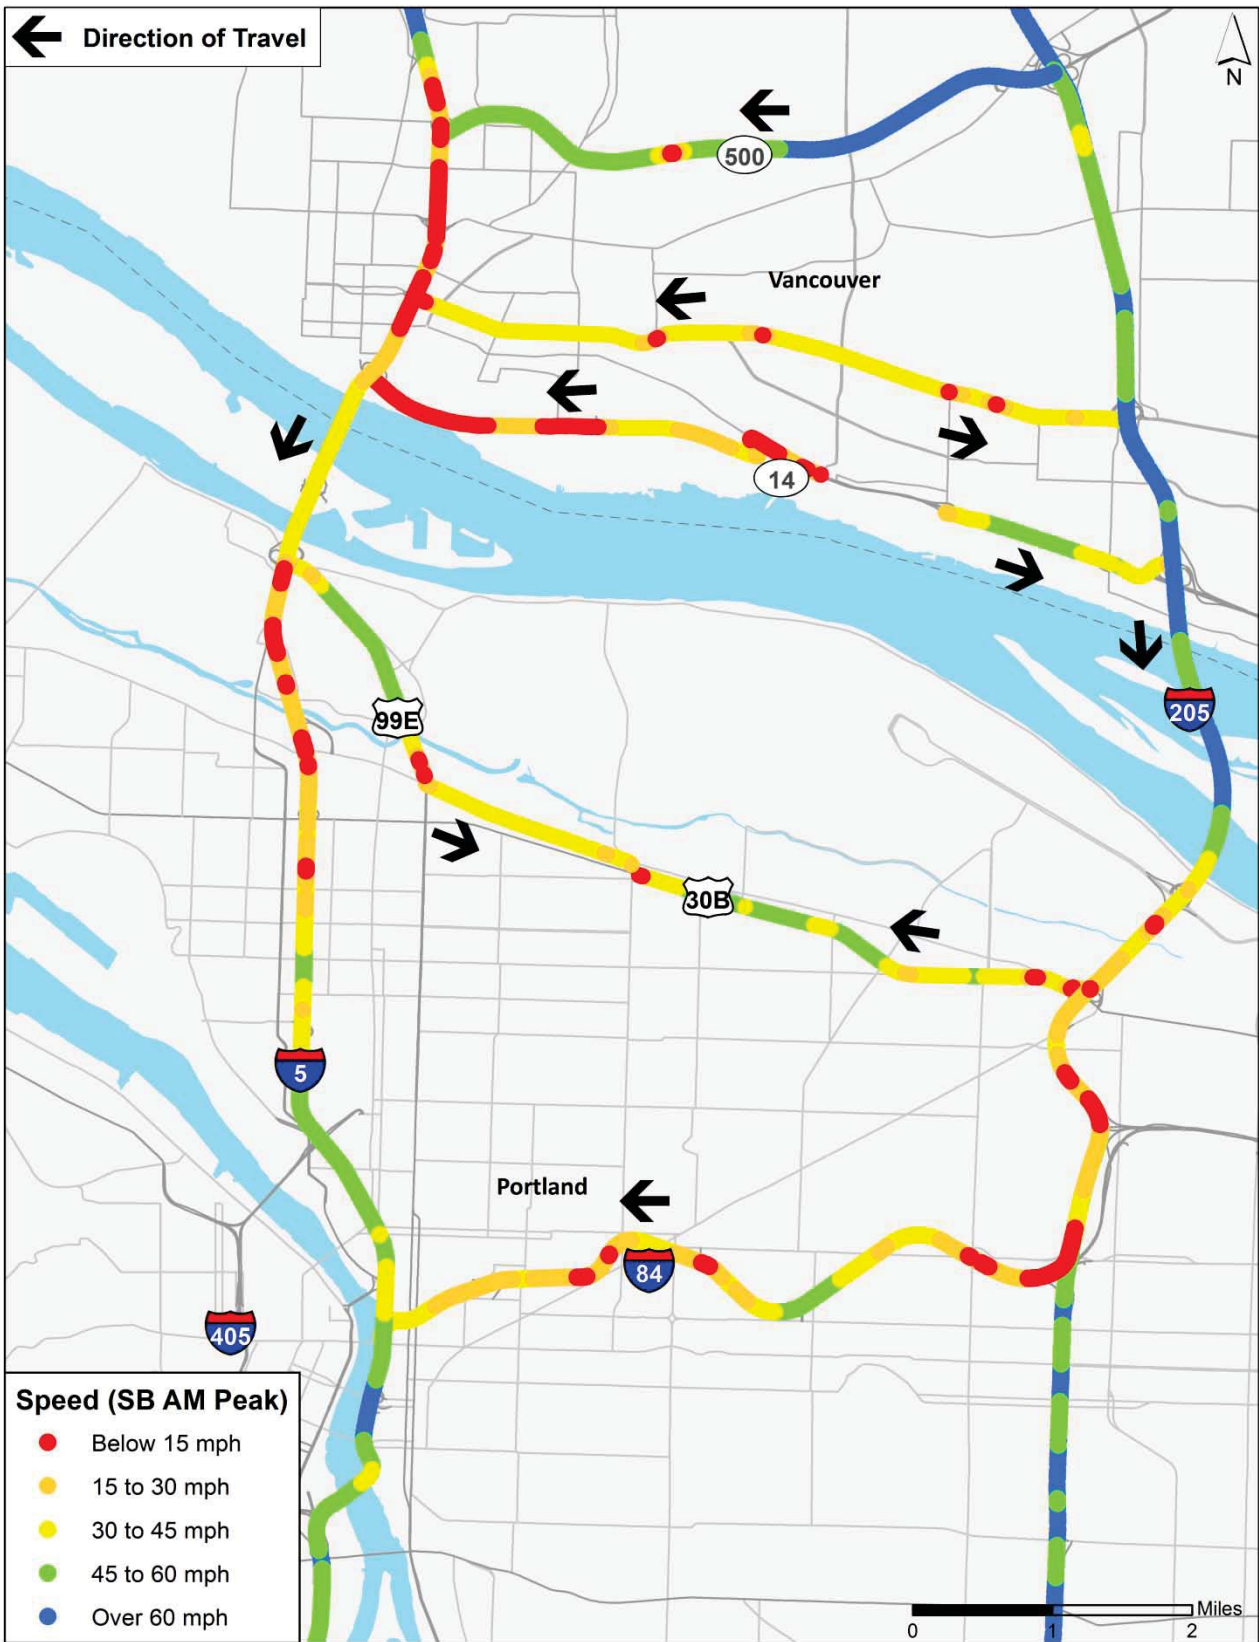 Direction of Travel
N
500
Vancouver
14
205
99E
30B
5
Portland
84
405
Speed (SB AM Peak)
Below 15 mph
15 to 30 mph
30 to 45 mph
45 to 60 mph
Over 60 mph
Miles
0 1 2